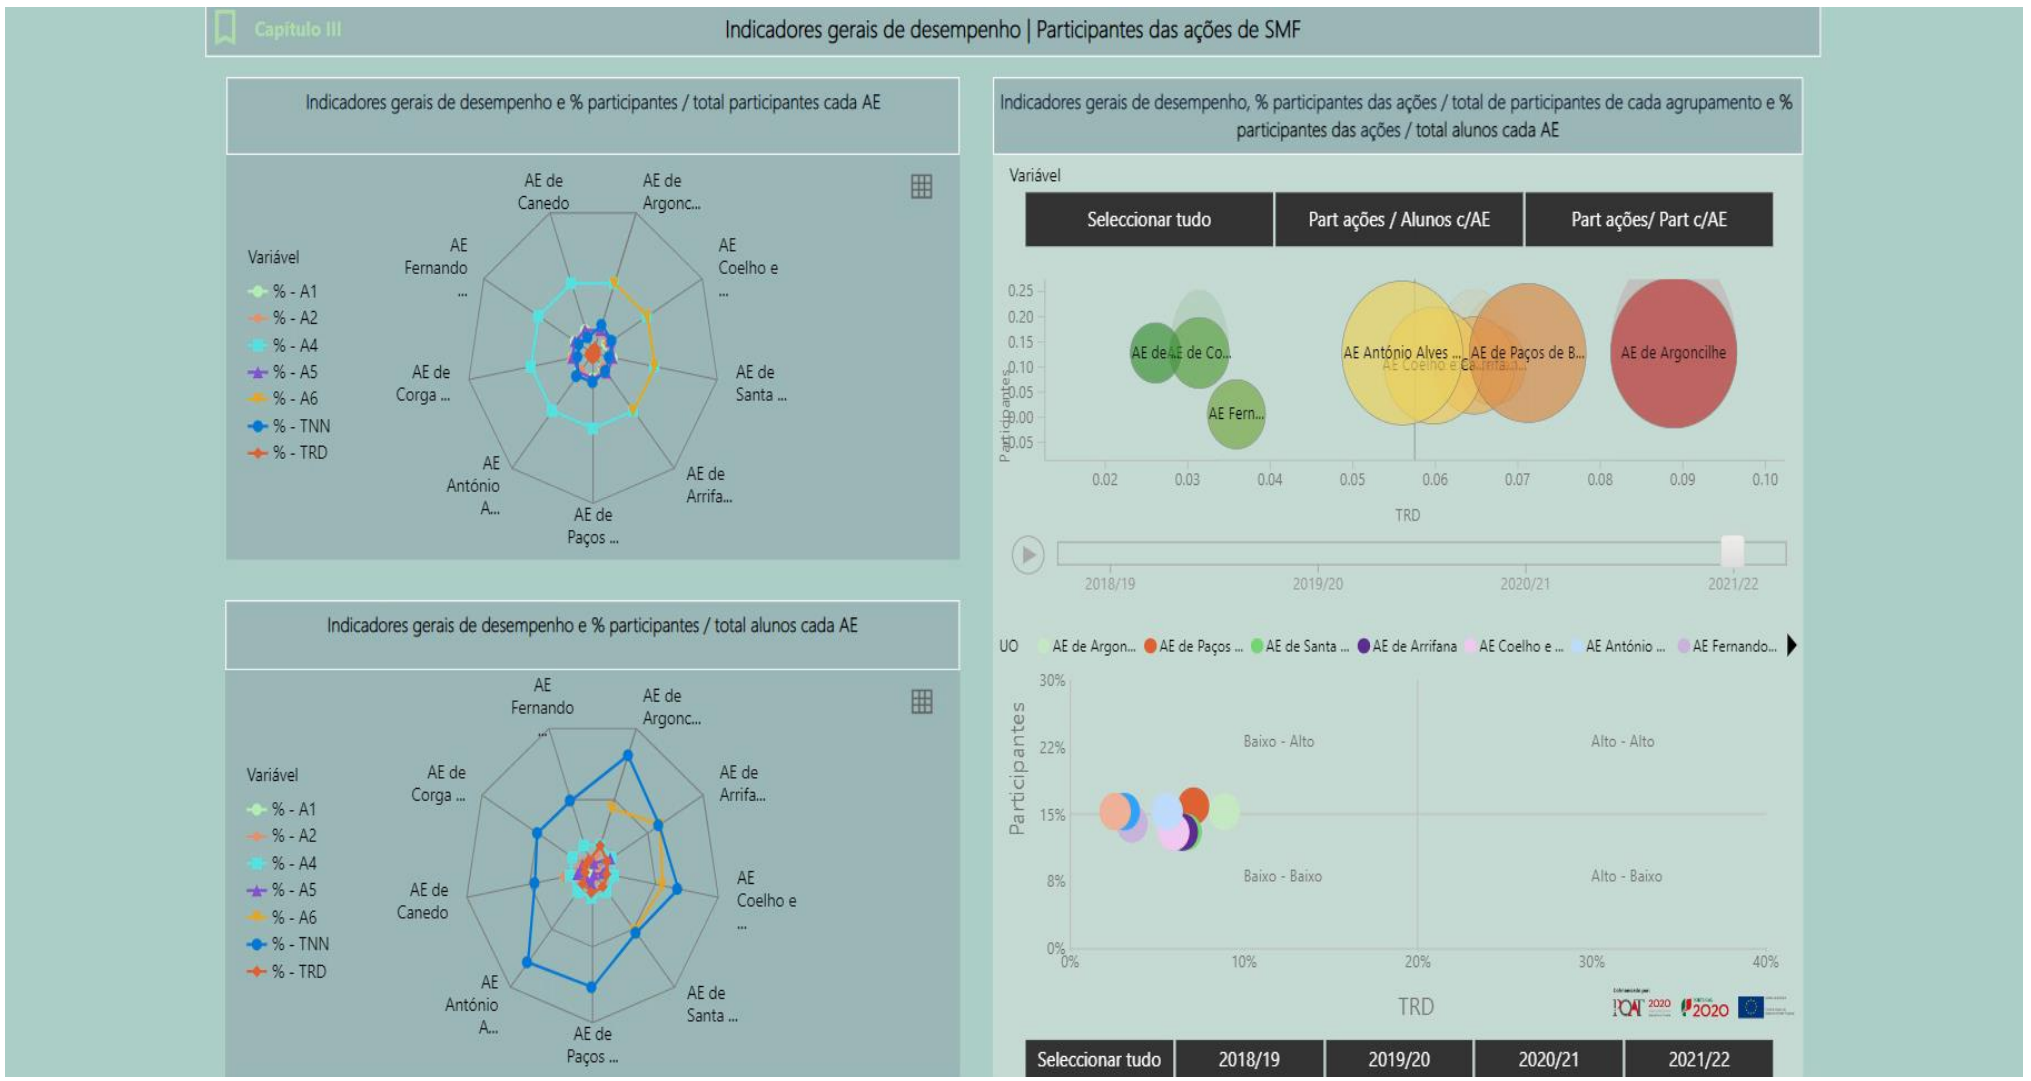 Capítulo III
Indicadores gerais de desempenho | Participantes das ações de SMF
Indicadores gerais de desempenho e % participantes / total participantes cada AE
Variável
% - A1
% - A2
% - A4
% - A5
% - A6
% - TNN
% - TRD
AE de
Canedo
AE de
Argonc...
AE
Fernando
...
AE
Coelho e
...
AE de
Corga ...
AE de
Santa ...
AE
António
A...
AE de
Arrifa...
AE de
Paços ...
Indicadores gerais de desempenho e % participantes / total alunos cada AE
Variável
% - A1
% - A2
% - A4
% - A5
% - A6
% - TNN
% - TRD
AE
Fernando
...
AE de
Argonc...
AE de
Corga ...
AE de
Arrifa...
AE de
Canedo
AE
Coelho e
...
AE
António
A...
AE de
Santa ...
AE de
Paços ...
Indicadores gerais de desempenho, % participantes das ações / total de participantes de cada agrupamento e %
participantes das ações / total alunos cada AE
Variável
Seleccionar tudo
Part ações / Alunos c/AE
Part ações/ Part c/AE
Participantes
0.25
0.20
0.15
0.10
0.05
0.00
0.05
AE de
AE de Co...
AE Fern...
AE António Alves ...
AE Coelho e
AE de Paços de B...
AE de Argoncilhe
0.02 0.03 0.04 0.05 0.06 0.07 0.08 0.09 0.10
TRD
2018/19 2019/20 2020/21 2021/22
UO AE de Argon... AE de Paços ... AE de Santa ... AE de Arrifana AE Coelho e ... AE António ... AE Fernando...
Participantes
30%
22%
15%
8%
0%
Baixo - Alto Alto - Alto
Baixo - Baixo Alto - Baixo
0% 10% 20% 30% 40%
TRD
PO AT 2020 2020
Seleccionar tudo 2018/19 2019/20 2020/21 2021/22